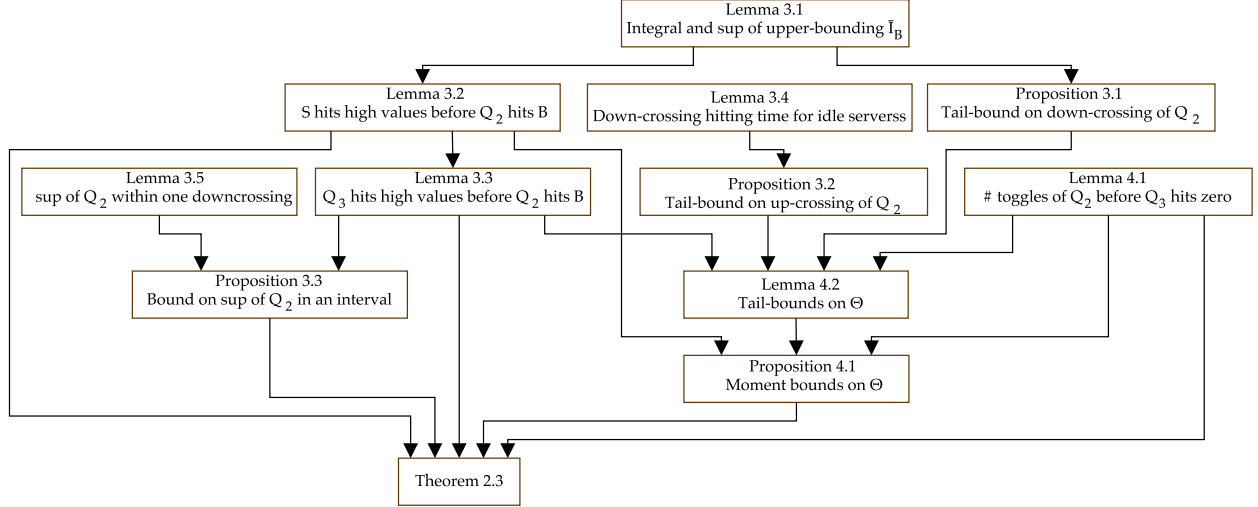 Lemma 3.1
Integral and sup of upper-bounding Ī_B
Lemma 3.2
S hits high values before Q_2 hits B
Lemma 3.4
Down-crossing hitting time for idle serverss
Proposition 3.1
Tail-bound on down-crossing of Q_2
Lemma 3.5
sup of Q_2 within one downcrossing
Lemma 3.3
Q_3 hits high values before Q_2 hits B
Proposition 3.2
Tail-bound on up-crossing of Q_2
Lemma 4.1
# toggles of Q_2 before Q_3 hits zero
Proposition 3.3
Bound on sup of Q_2 in an interval
Lemma 4.2
Tail-bounds on Θ
Proposition 4.1
Moment bounds on Θ
Theorem 2.3